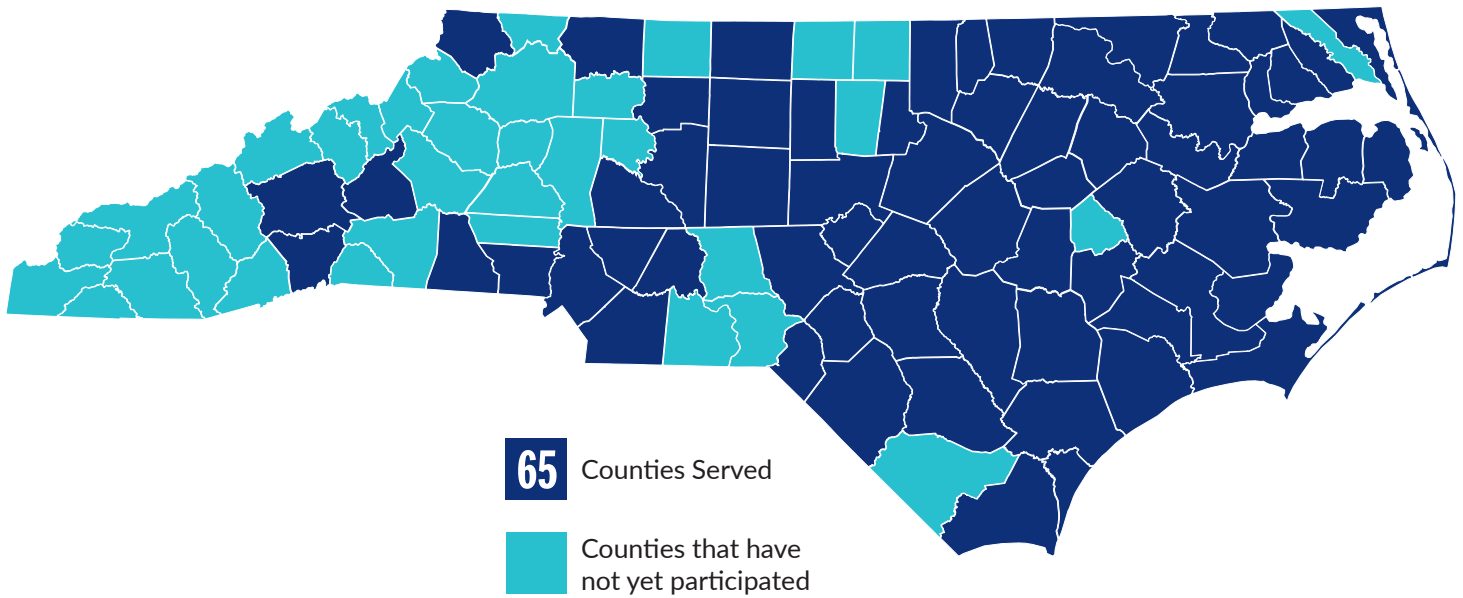 65 Counties Served
Counties that have
not yet participated